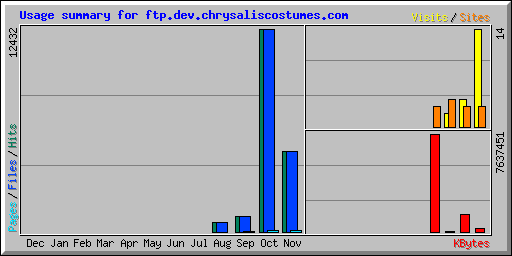 Usage summary for ftp.dev.chrysaliscostumes.com
Visits / Sites
12432
14
Pages / Files / Hits
7637451
Dec Jan Feb Mar Apr May Jun Jul Aug Sep Oct Nov
KBytes